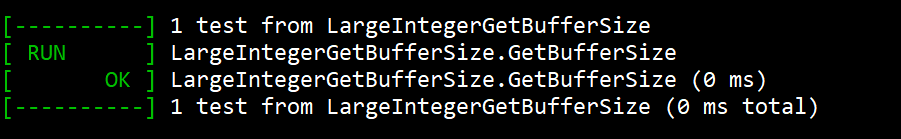 [----------] 1 test from LargeIntegerGetBufferSize
[ RUN      ] LargeIntegerGetBufferSize.GetBufferSize
[       OK ] LargeIntegerGetBufferSize.GetBufferSize (0 ms)
[----------] 1 test from LargeIntegerGetBufferSize (0 ms total)